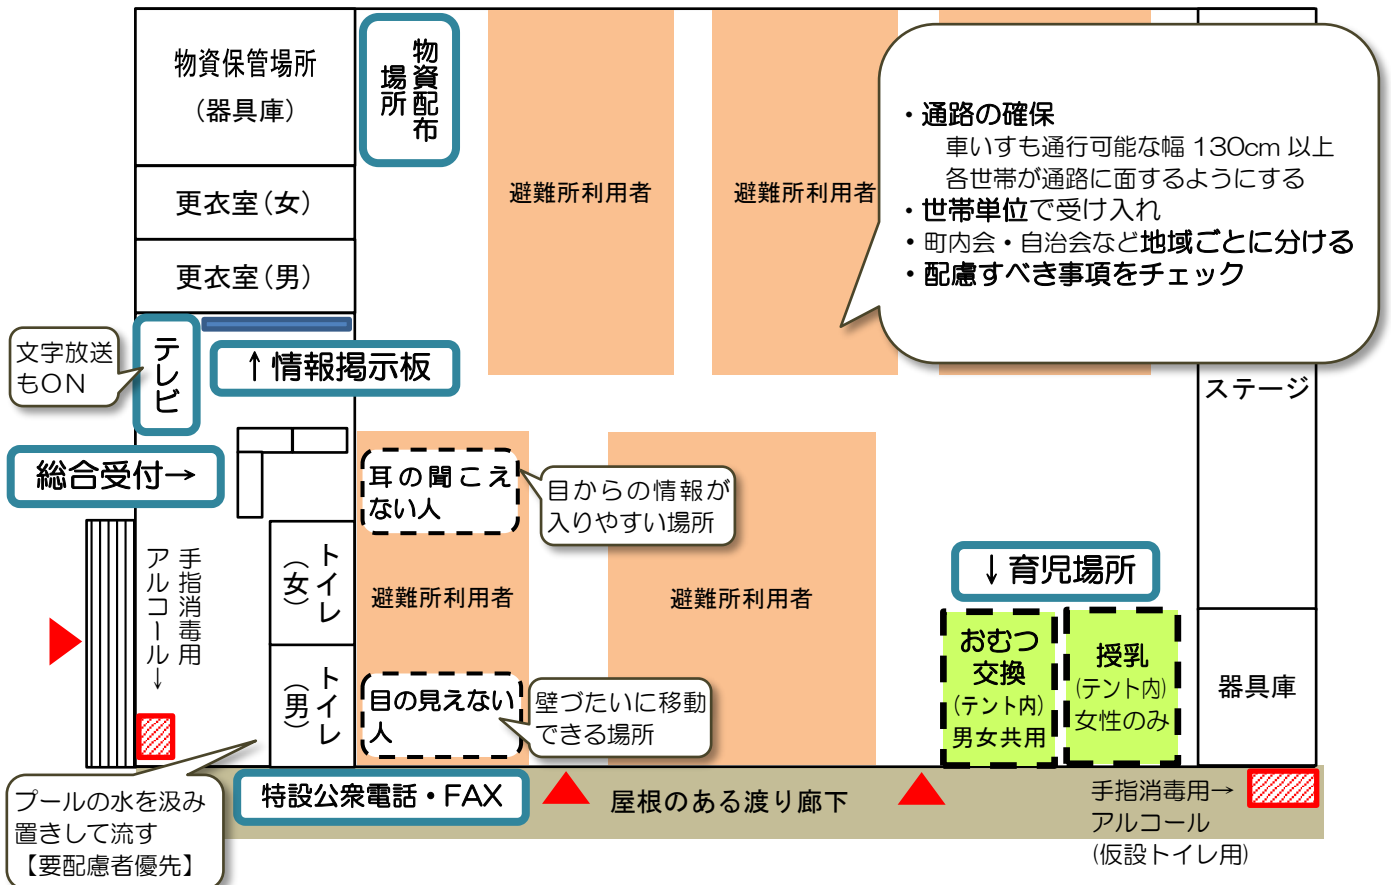 物資保管場所
(器具庫)
物資配布
場所
避難所利用者
避難所利用者
・通路の確保
車いすも通行可能な幅 130cm 以上
各世帯が通路に面するようにする
・世帯単位で受け入れ
・町内会・自治会など地域ごとに分ける
・配慮すべき事項をチェック
更衣室(女)
更衣室(男)
文字放送
もON
テレビ
↑情報掲示板
ステージ
総合受付→
耳の聞こえ
ない人
目からの情報が
入りやすい場所
手指消毒用
アルコール→
トイレ
(女)
避難所利用者
避難所利用者
↓育児場所
おむつ
交換
(テント内)
男女共用
授乳
(テント内)
女性のみ
器具庫
トイレ
(男)
目の見えない
人
壁づたいに移動
できる場所
プールの水を汲み
置きして流す
【要配慮者優先】
特設公衆電話・FAX
屋根のある渡り廊下
手指消毒用→
アルコール
(仮設トイレ用)